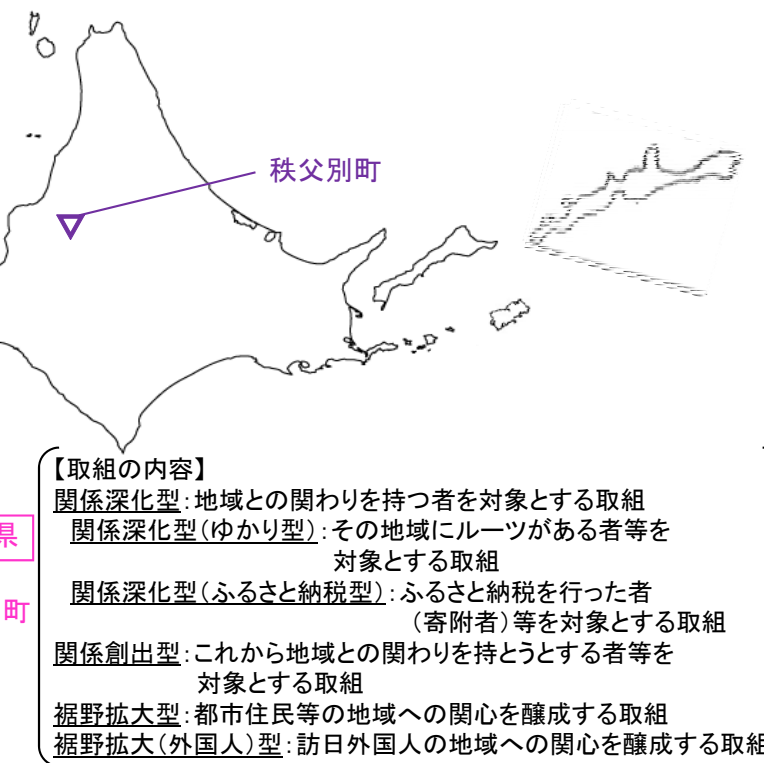 秩父別町
【取組の内容】
関係深化型：地域との関わりを持つ者を対象とする取組
関係深化型（ゆかり型）：その地域にルーツがある者等を
対象とする取組
関係深化型（ふるさと納税型）：ふるさと納税を行った者
（寄附者）等を対象とする取組
関係創出型：これから地域との関わりを持とうとする者等を
対象とする取組
裾野拡大型：都市住民等の地域への関心を醸成する取組
裾野拡大（外国人）型：訪日外国人の地域への関心を醸成する取組
県
町